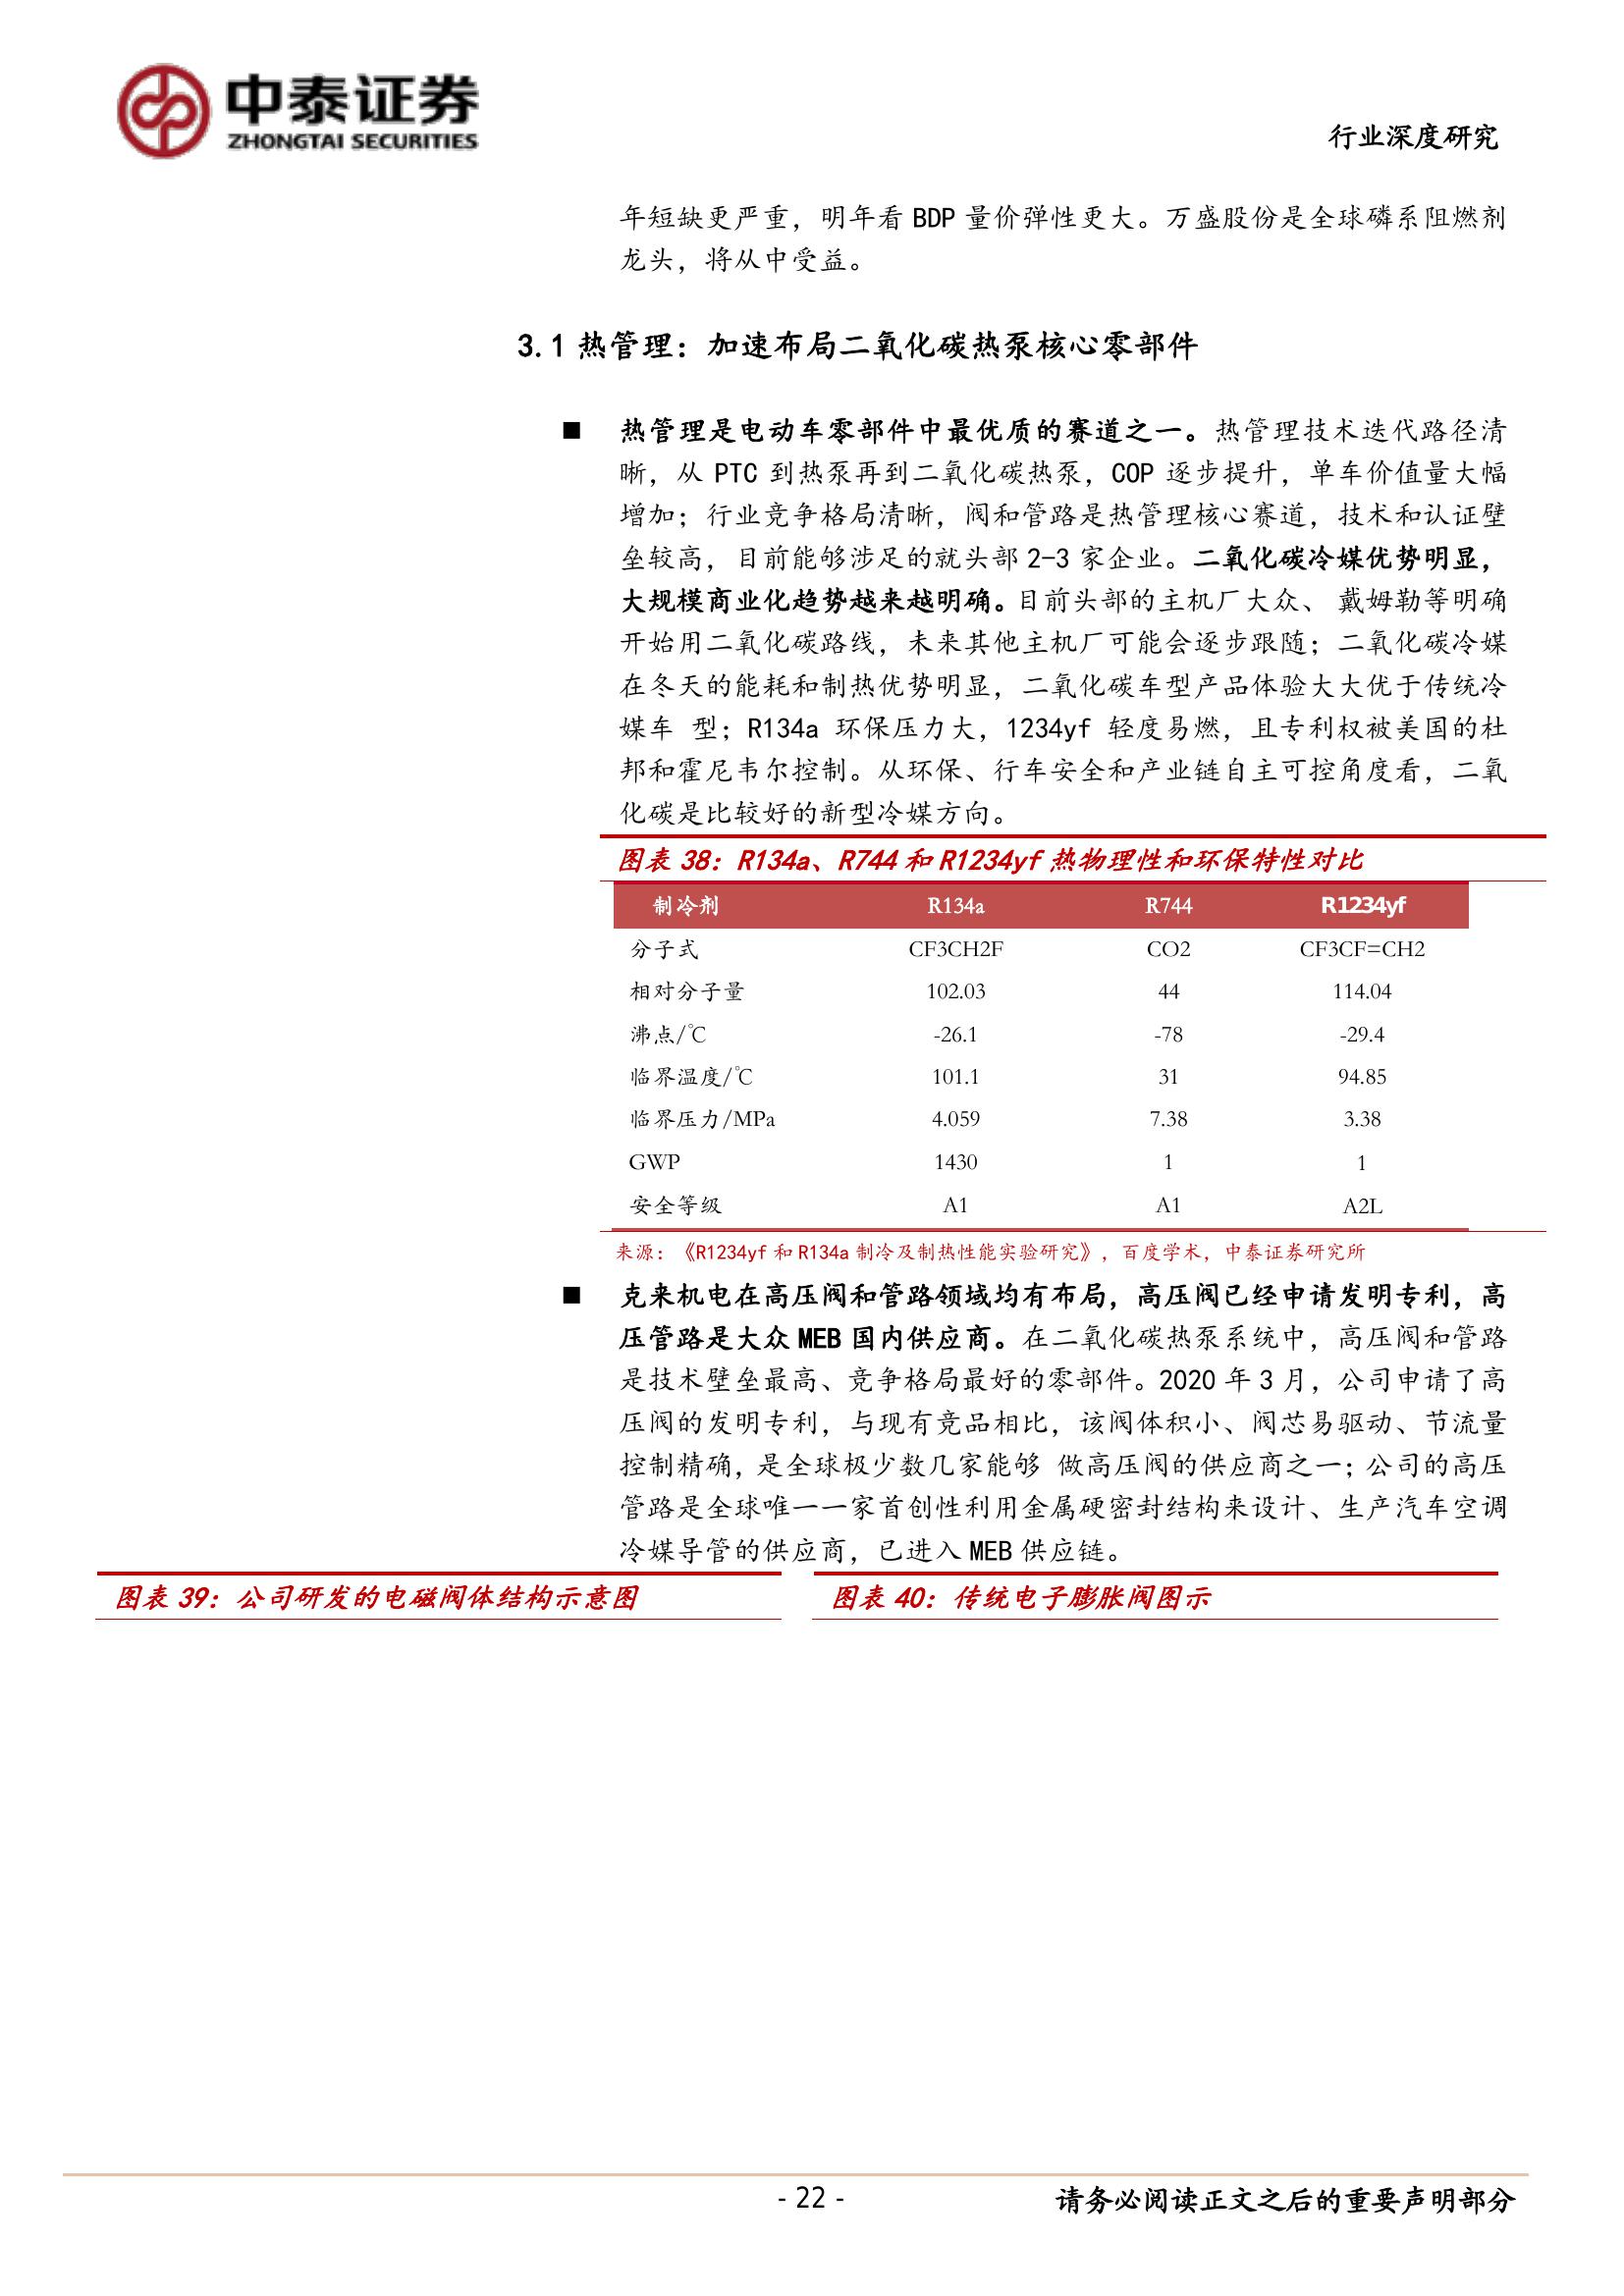 中泰证券
ZHONGTAI SECURITIES
行业深度研究
年短缺更严重，明年看 BDP 量价弹性更大。万盛股份是全球磷系阻燃剂
龙头，将从中受益。
3.1 热管理：加速布局二氧化碳热泵核心零部件
■ 热管理是电动车零部件中最优质的赛道之一。热管理技术迭代路径清
晰，从 PTC 到热泵再到二氧化碳热泵，COP 逐步提升，单车价值量大幅
增加；行业竞争格局清晰，阀和管路是热管理核心赛道，技术和认证壁
垒较高，目前能够涉足的就头部 2-3 家企业。二氧化碳冷媒优势明显，
大规模商业化趋势越来越明确。目前头部的主机厂大众、 戴姆勒等明确
开始用二氧化碳路线，未来其他主机厂可能会逐步跟随；二氧化碳冷媒
在冬天的能耗和制热优势明显，二氧化碳车型产品体验大大优于传统冷
媒车 型；R134a 环保压力大，1234yf 轻度易燃，且专利权被美国的杜
邦和霍尼韦尔控制。从环保、行车安全和产业链自主可控角度看，二氧
化碳是比较好的新型冷媒方向。
图表 38：R134a、R744 和 R1234yf 热物理性和环保特性对比
制冷剂 R134a R744 R1234yf
分子式 CF3CH2F CO2 CF3CF=CH2
相对分子量 102.03 44 114.04
沸点/℃ -26.1 -78 -29.4
临界温度/℃ 101.1 31 94.85
临界压力/MPa 4.059 7.38 3.38
GWP 1430 1 1
安全等级 A1 A1 A2L
来源：《R1234yf 和 R134a 制冷及制热性能实验研究》，百度学术，中泰证券研究所
■ 克来机电在高压阀和管路领域均有布局，高压阀已经申请发明专利，高
压管路是大众 MEB 国内供应商。在二氧化碳热泵系统中，高压阀和管路
是技术壁垒最高、竞争格局最好的零部件。2020 年 3 月，公司申请了高
压阀的发明专利，与现有竞品相比，该阀体积小、阀芯易驱动、节流量
控制精确，是全球极少数几家能够 做高压阀的供应商之一；公司的高压
管路是全球唯一一家首创性利用金属硬密封结构来设计、生产汽车空调
冷媒导管的供应商，已进入 MEB 供应链。
图表 39：公司研发的电磁阀体结构示意图
图表 40：传统电子膨胀阀图示
- 22 -
请务必阅读正文之后的重要声明部分